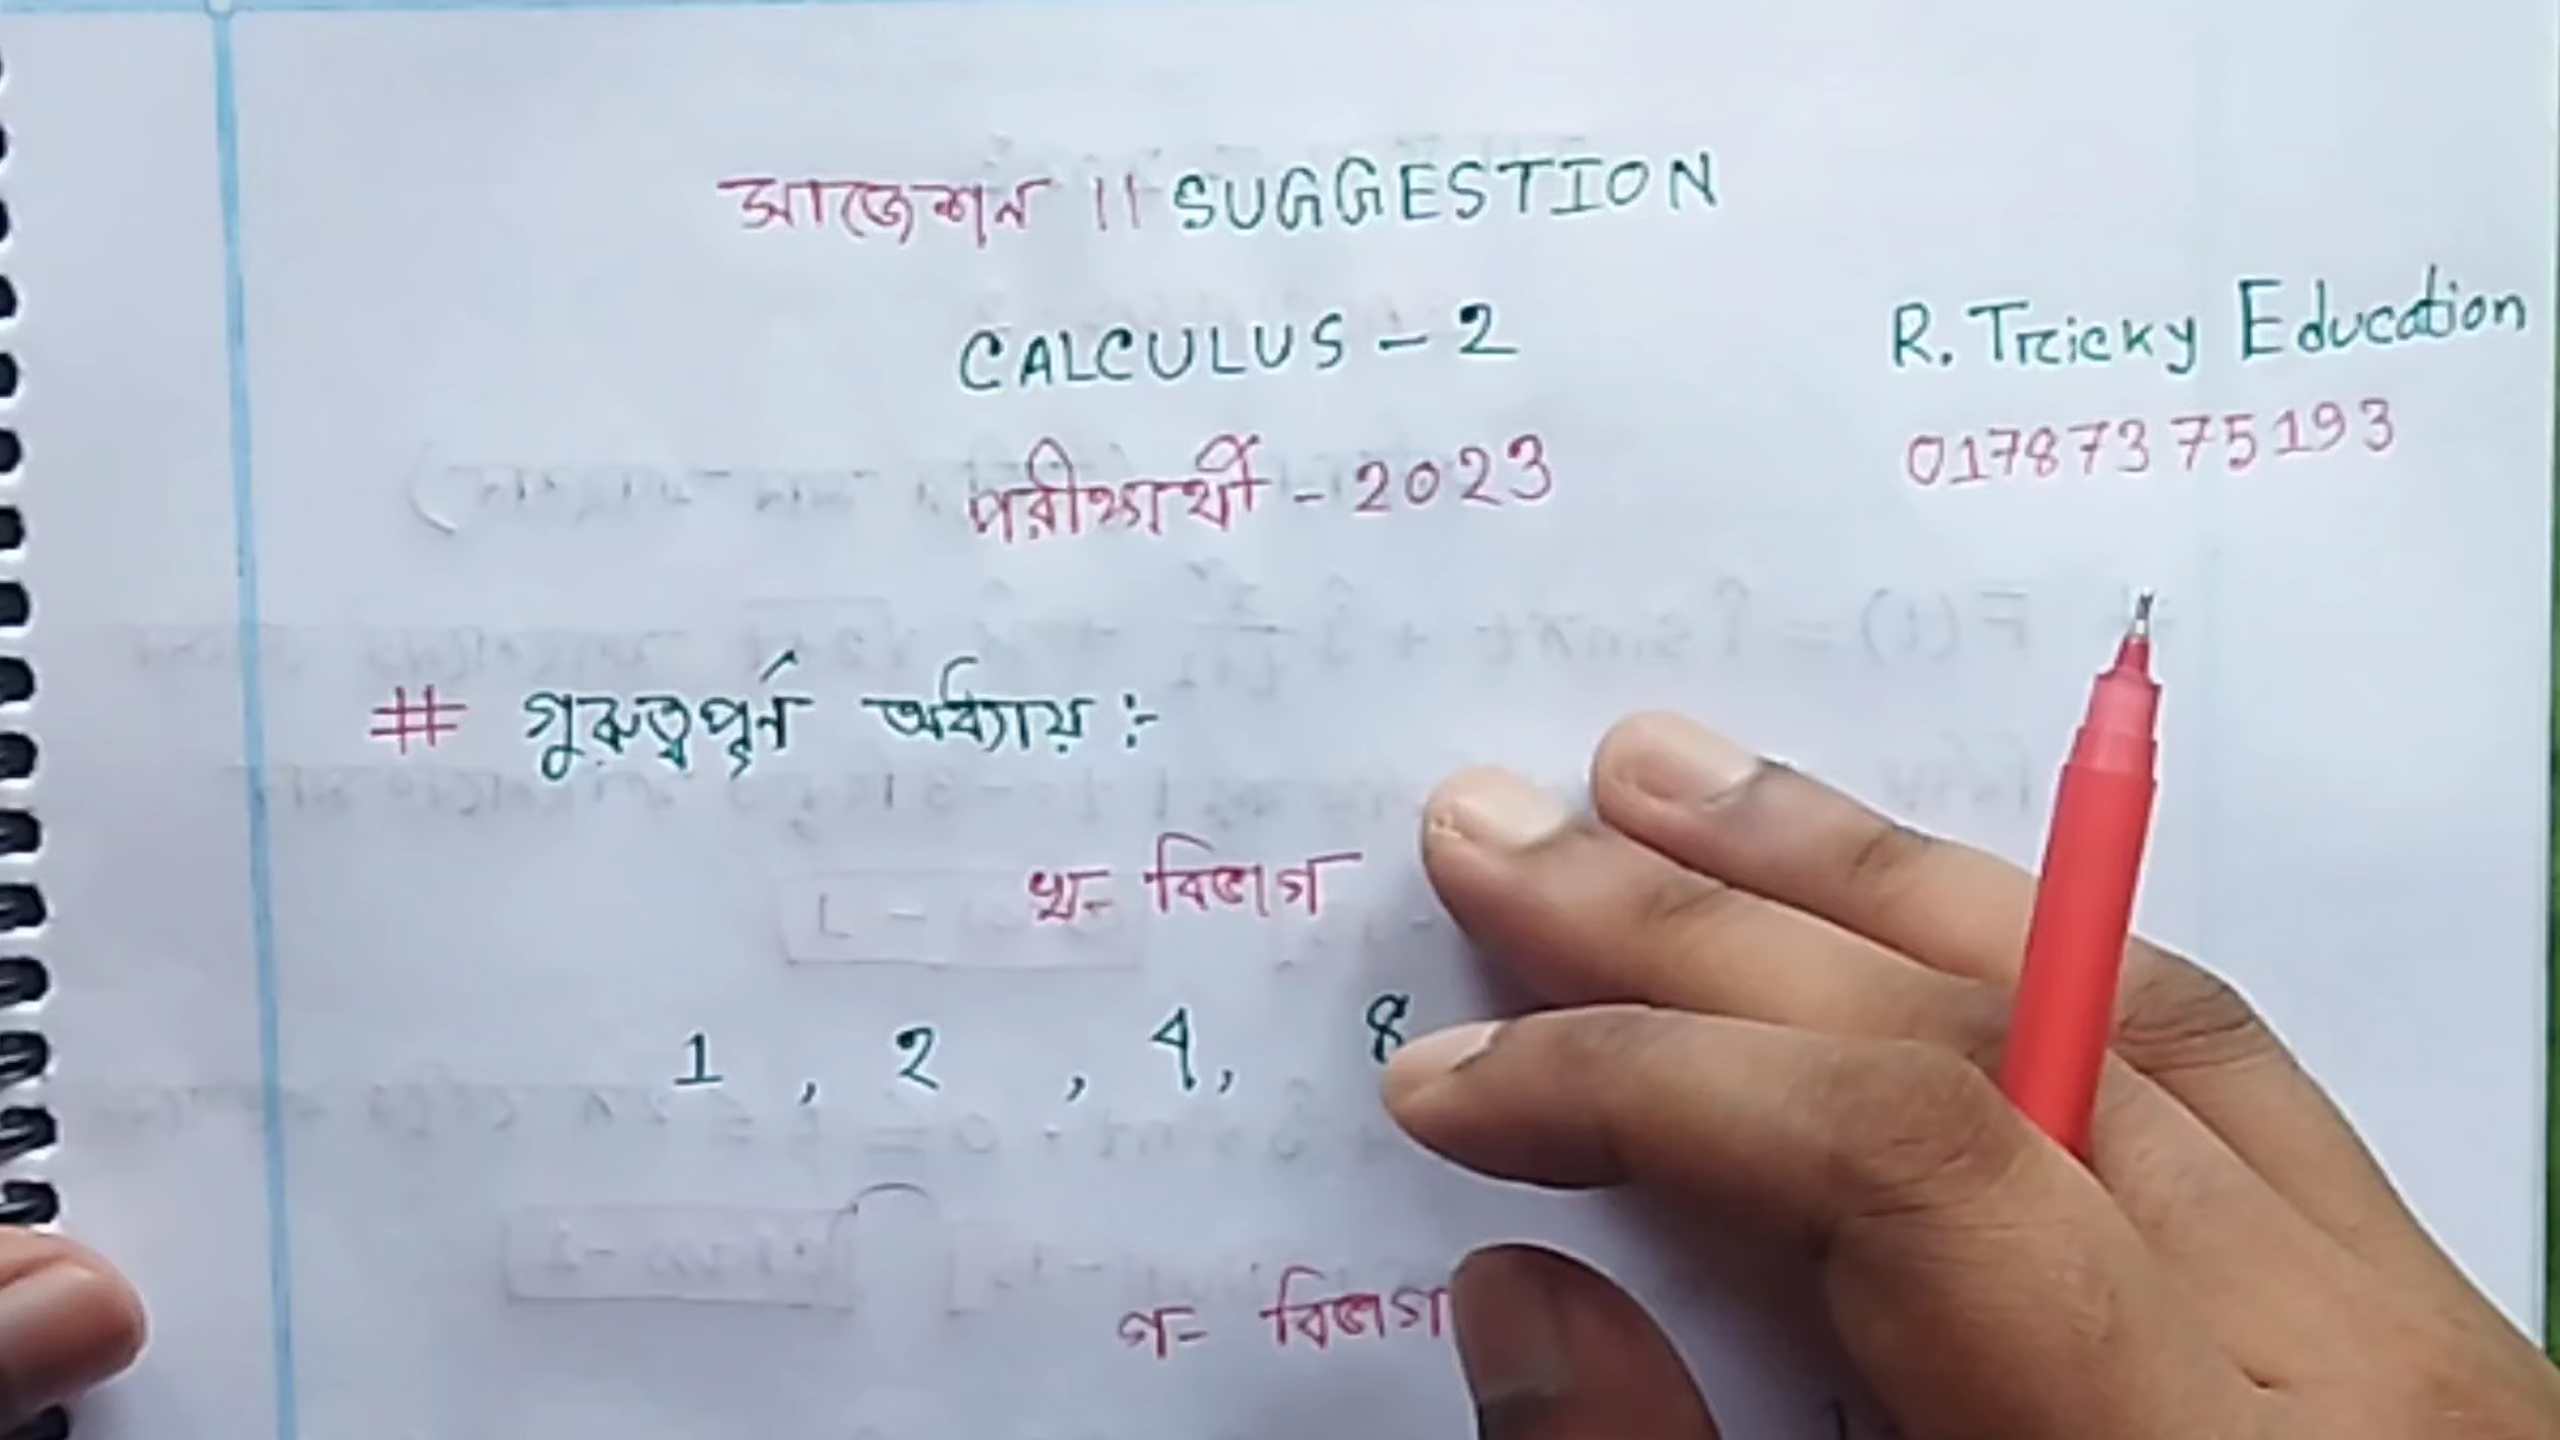 সাজেশন || SUGGESTION
CALCULUS - 2
R. Tricky Education
পরীক্ষার্থী - 2023
01787375193
# গুরুত্বপূর্ন অধ্যায় :-
খ- বিভাগ
1 , 2 , 4, 8
গ- বিভাগ